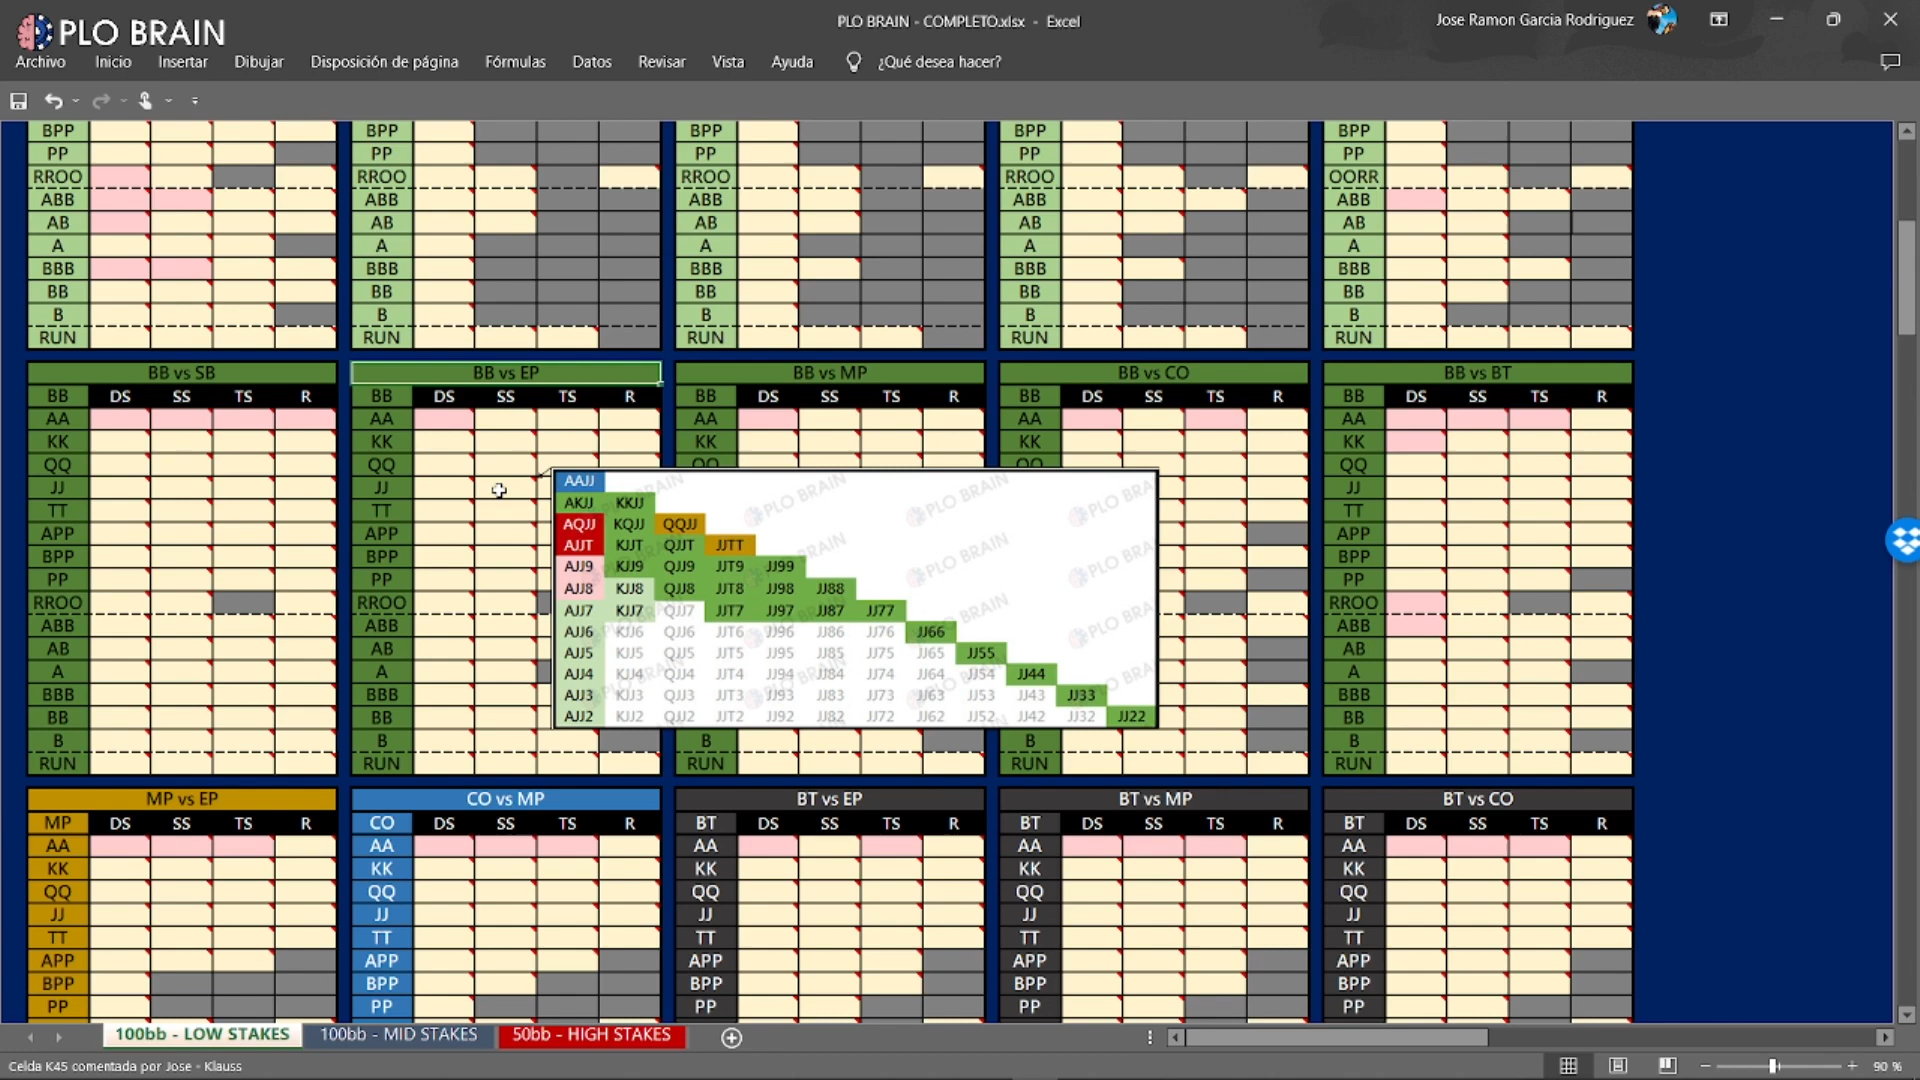 PLO BRAIN
PLO BRAIN - COMPLETO.xlsx - Excel
Jose Ramon Garcia Rodriguez
Archivo Inicio Insertar Dibujar Disposición de página Fórmulas Datos Revisar Vista Ayuda ¿Qué desea hacer?
BPP BPP BPP BPP BPP
PP PP PP PP PP
RROO RROO RROO RROO OORR
ABB ABB ABB ABB ABB
AB AB AB AB AB
A A A A A
BBB BBB BBB BBB BBB
BB BB BB BB BB
B B B B B
RUN RUN RUN RUN RUN
BB vs SB BB vs EP BB vs MP BB vs CO BB vs BT
BB DS SS TS R BB DS SS TS R BB DS SS TS R BB DS SS TS R BB DS SS TS R
AA AA AA AA AA
KK KK KK KK KK
QQ QQ QQ QQ QQ
JJ JJ JJ
TT TT TT
APP APP APP
BPP BPP BPP
PP PP PP
RROO RROO RROO
ABB ABB ABB
AB AB AB
A A A
BBB BBB BBB
BB BB BB
B B B B B
RUN RUN RUN RUN RUN
AAJJ
AKJJ KKJJ
AQJJ KQJJ QQJJ
AJJT KJJT QJJT JJTT
AJJ9 KJJ9 QJJ9 JJT9 JJ99
AJJ8 KJJ8 QJJ8 JJT8 JJ98 JJ88
AJJ7 KJJ7 QJJ7 JJT7 JJ97 JJ87 JJ77
AJJ6 KJJ6 QJJ6 JJT6 JJ96 JJ86 JJ76 JJ66
AJJ5 KJJ5 QJJ5 JJT5 JJ95 JJ85 JJ75 JJ65 JJ55
AJJ4 KJJ4 QJJ4 JJT4 JJ94 JJ84 JJ74 JJ64 JJ54 JJ44
AJJ3 KJJ3 QJJ3 JJT3 JJ93 JJ83 JJ73 JJ63 JJ53 JJ43 JJ33
AJJ2 KJJ2 QJJ2 JJT2 JJ92 JJ82 JJ72 JJ62 JJ52 JJ42 JJ32 JJ22
MP vs EP CO vs MP BT vs EP BT vs MP BT vs CO
MP DS SS TS R CO DS SS TS R BT DS SS TS R BT DS SS TS R BT DS SS TS R
AA AA AA AA AA
KK KK KK KK KK
QQ QQ QQ QQ QQ
JJ JJ JJ JJ JJ
TT TT TT TT TT
APP APP APP APP APP
BPP BPP BPP BPP BPP
PP PP PP PP PP
100bb - LOW STAKES 100bb - MID STAKES 50bb - HIGH STAKES
Celda K45 comentada por Jose - Klauss
90 %